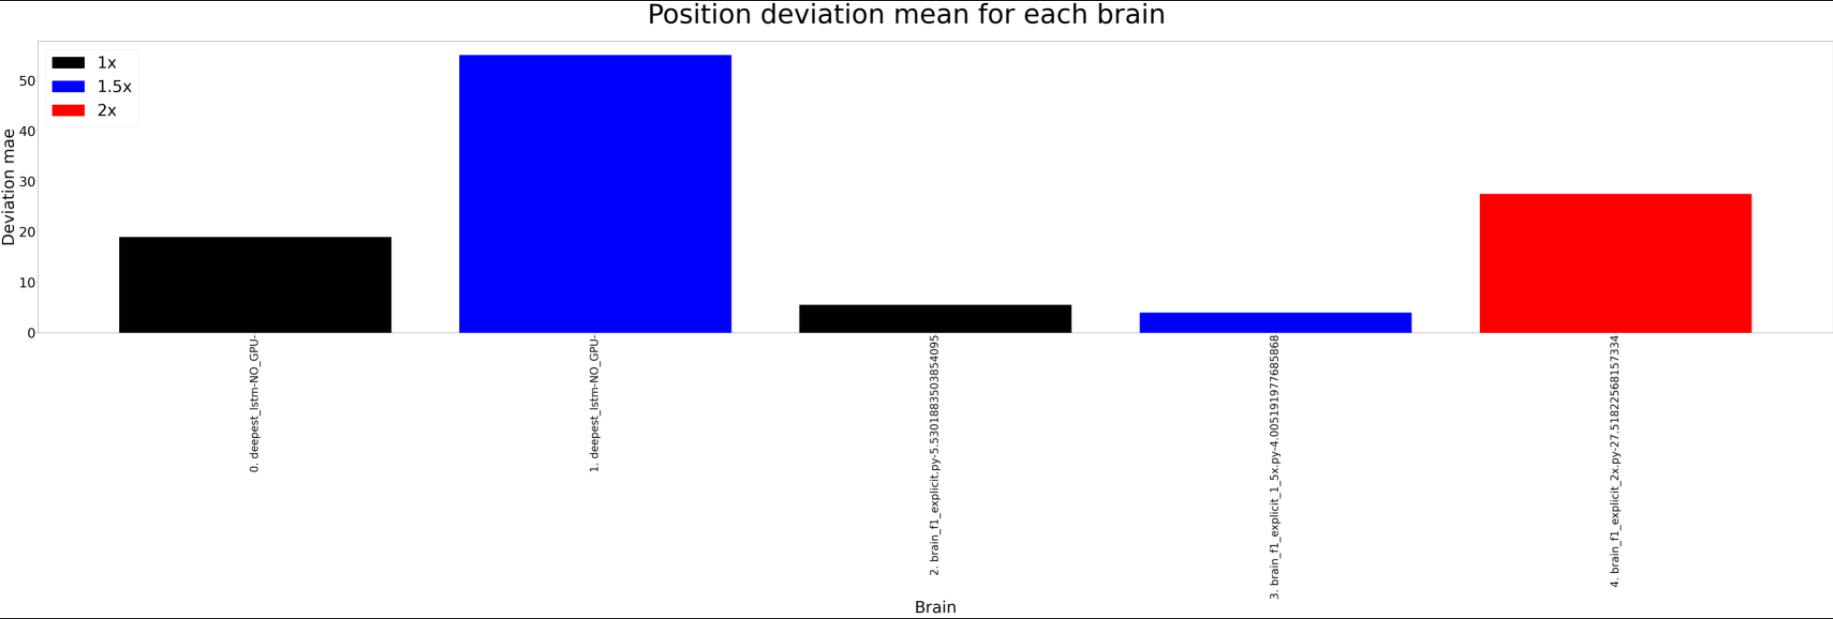 Position deviation mean for each brain
1x
1.5x
2x
Deviation mae
50
40
30
20
10
0
0. deepest_lstm-NO_GPU-
1. deepest_lstm-NO_GPU-
2. brain_f1_explicit.py-5.530188350385409​5
3. brain_f1_explicit_1_5x.py-4.005191977685868
4. brain_f1_explicit_2x.py-27.518225681573​34
Brain